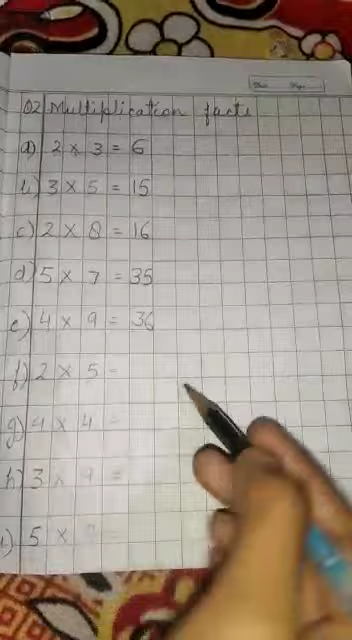 Q2 Multiplication facts
a) 2 x 3 = 6
b) 3 x 5 = 15
c) 2 x 8 = 16
d) 5 x 7 = 35
e) 4 x 9 = 36
f) 2 x 5 =
g) 4 x 4 =
h) 3 x 9 =
i) 5 x